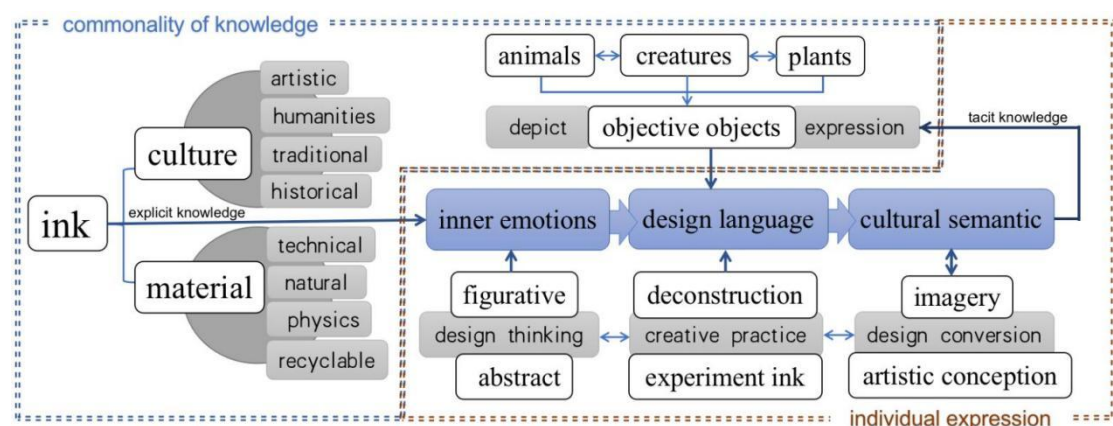 commonality of knowledge
animals
creatures
plants
depict
objective objects
expression
tacit knowledge
artistic
humanities
traditional
historical
culture
ink
explicit knowledge
material
technical
natural
physics
recyclable
inner emotions
design language
cultural semantic
figurative
design thinking
abstract
deconstruction
creative practice
experiment ink
imagery
design conversion
artistic conception
individual expression